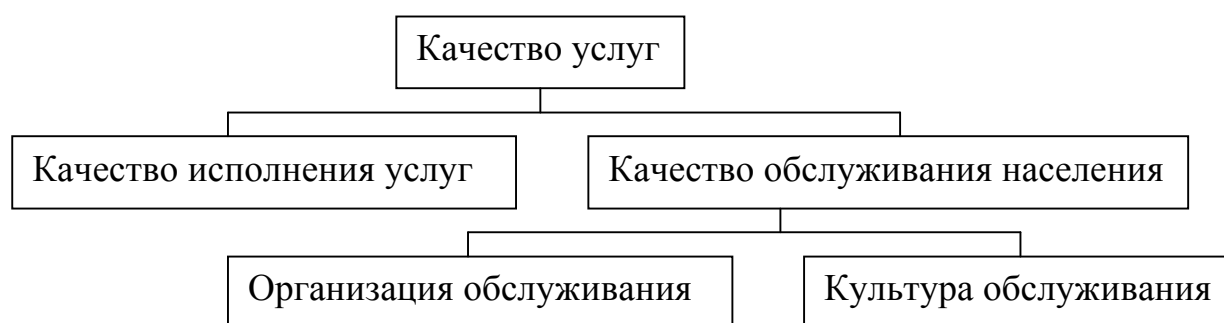 Качество услуг
Качество исполнения услуг
Качество обслуживания населения
Организация обслуживания
Культура обслуживания